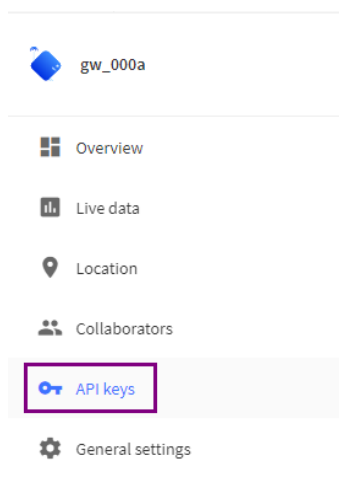 gw_000a
Overview
Live data
Location
Collaborators
API keys
General settings